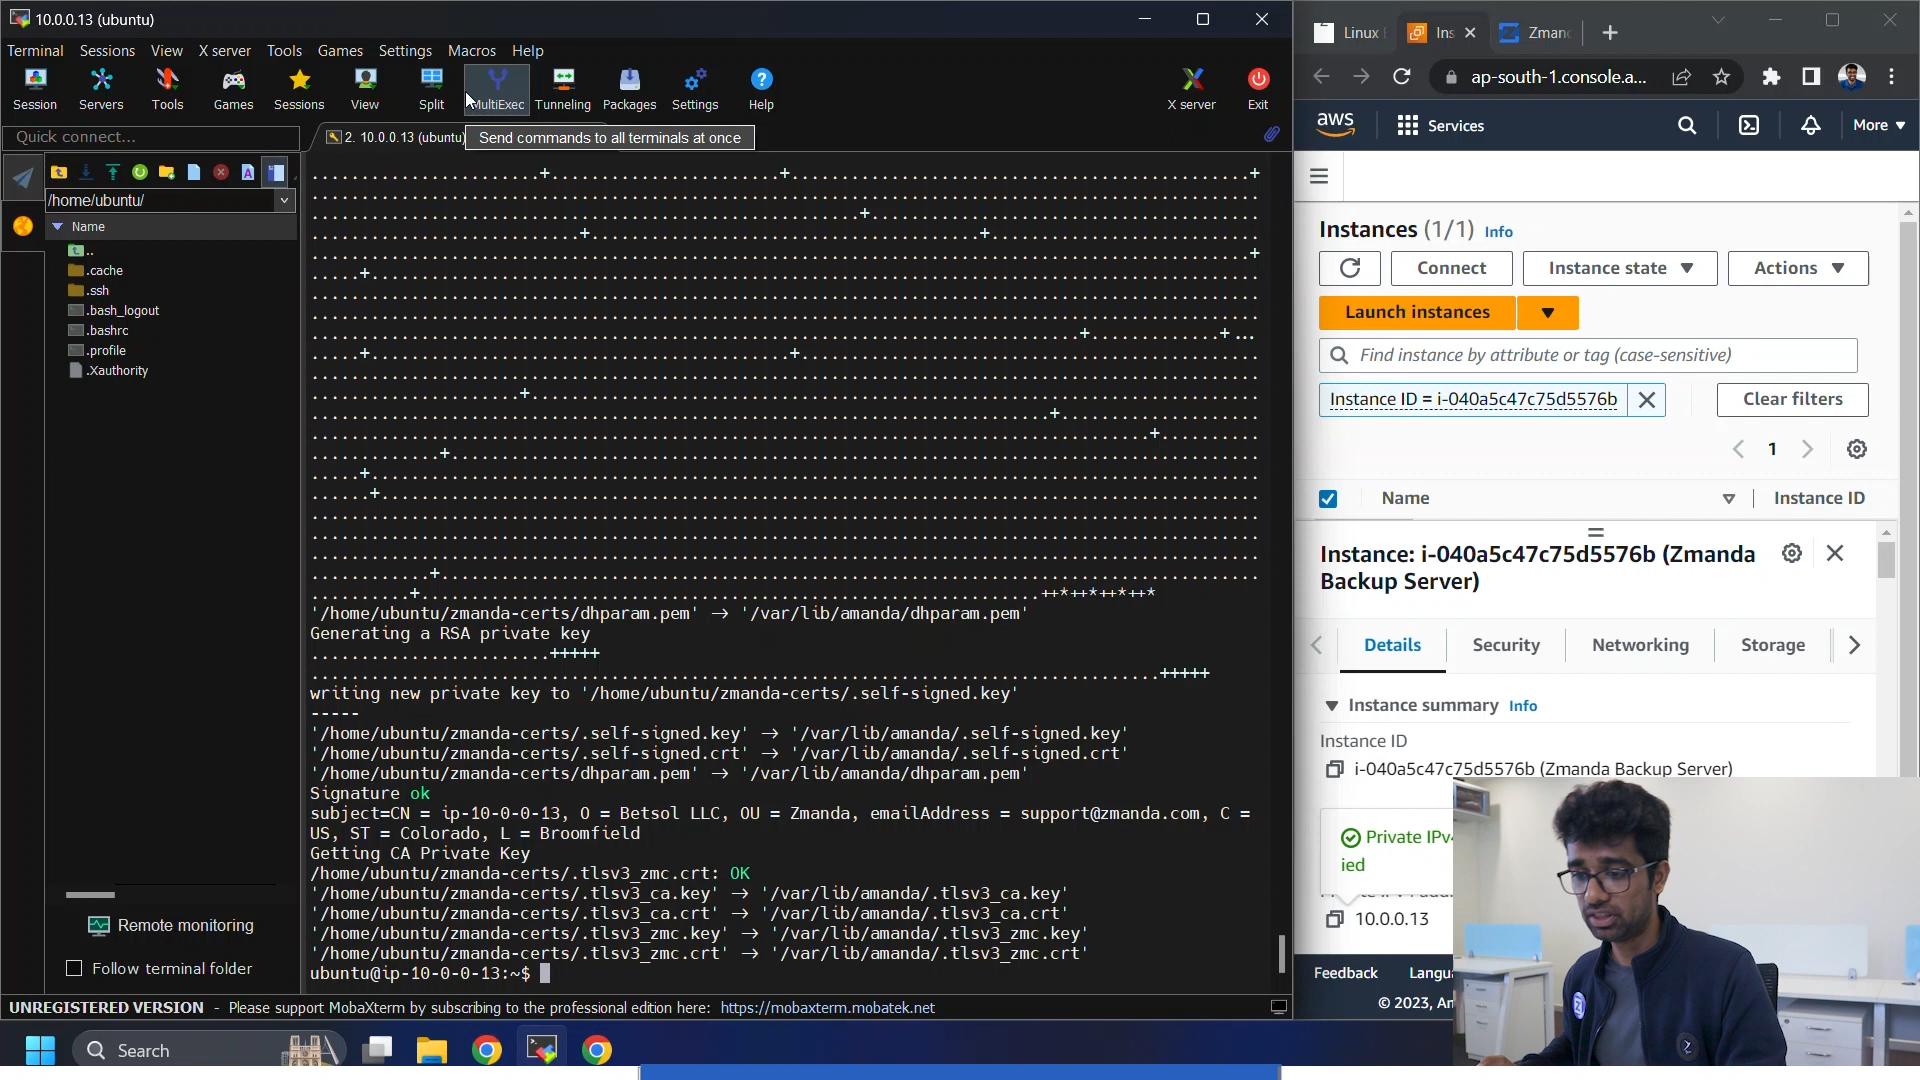 10.0.0.13 (ubuntu)
Terminal Sessions View X server Tools Games Settings Macros Help
Session Servers Tools Games Sessions View Split MultiExec Tunneling Packages Settings Help X server Exit
Quick connect...
2. 10.0.0.13 (ubuntu)
Send commands to all terminals at once
/home/ubuntu/
Name
..
.cache
.ssh
.bash_logout
.bashrc
.profile
.Xauthority
Remote monitoring
Follow terminal folder
'/home/ubuntu/zmanda-certs/dhparam.pem' → '/var/lib/amanda/dhparam.pem'
Generating a RSA private key
writing new private key to '/home/ubuntu/zmanda-certs/.self-signed.key'
-----
'/home/ubuntu/zmanda-certs/.self-signed.key' → '/var/lib/amanda/.self-signed.key'
'/home/ubuntu/zmanda-certs/.self-signed.crt' → '/var/lib/amanda/.self-signed.crt'
'/home/ubuntu/zmanda-certs/dhparam.pem' → '/var/lib/amanda/dhparam.pem'
Signature ok
subject=CN = ip-10-0-0-13, O = Betsol LLC, OU = Zmanda, emailAddress = support@zmanda.com, C =
US, ST = Colorado, L = Broomfield
Getting CA Private Key
/home/ubuntu/zmanda-certs/.tlsv3_zmc.crt: OK
'/home/ubuntu/zmanda-certs/.tlsv3_ca.key' → '/var/lib/amanda/.tlsv3_ca.key'
'/home/ubuntu/zmanda-certs/.tlsv3_ca.crt' → '/var/lib/amanda/.tlsv3_ca.crt'
'/home/ubuntu/zmanda-certs/.tlsv3_zmc.key' → '/var/lib/amanda/.tlsv3_zmc.key'
'/home/ubuntu/zmanda-certs/.tlsv3_zmc.crt' → '/var/lib/amanda/.tlsv3_zmc.crt'
ubuntu@ip-10-0-0-13:~$
UNREGISTERED VERSION - Please support MobaXterm by subscribing to the professional edition here: https://mobaxterm.mobatek.net
Search
Linux Ins Zmand
ap-south-1.console.a...
aws Services More
Instances (1/1) Info
Connect Instance state Actions
Launch instances
Find instance by attribute or tag (case-sensitive)
Instance ID = i-040a5c47c75d5576b Clear filters
1
Name Instance ID
Instance: i-040a5c47c75d5576b (Zmanda
Backup Server)
Details Security Networking Storage
Instance summary Info
Instance ID
i-040a5c47c75d5576b (Zmanda Backup Server)
Private IPv
ied
10.0.0.13
Feedback Langu
© 2023, Am